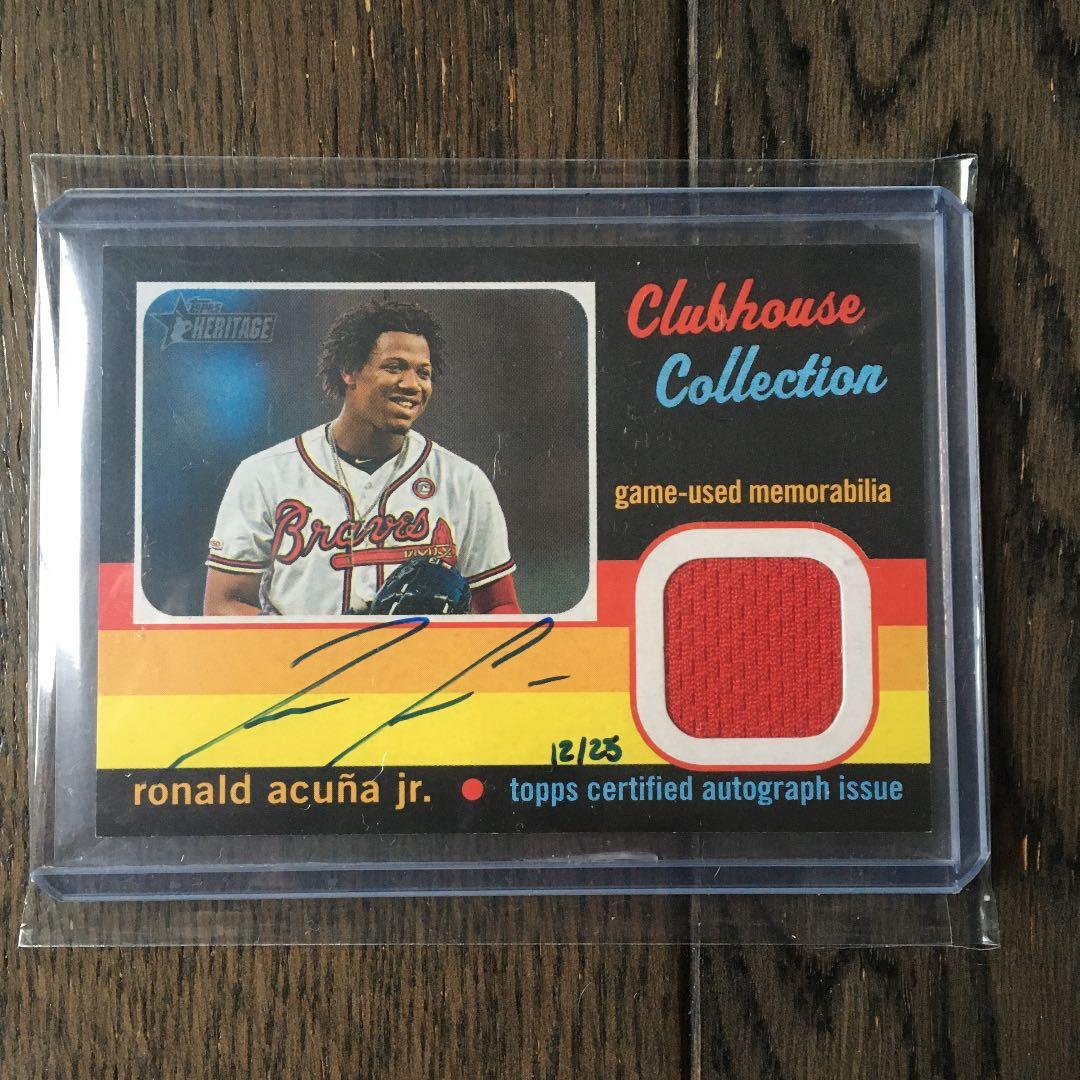 TOPPS
HERITAGE
Clubhouse
Collection
game-used memorabilia
Braves
12/25
ronald acuña jr. • topps certified autograph issue